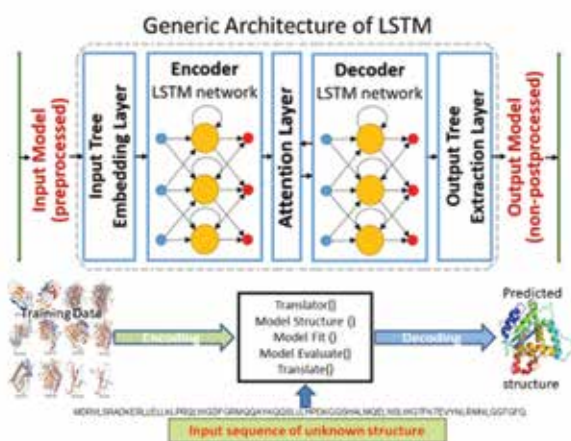 Generic Architecture of LSTM
Input Model
(preprocessed)
Input Tree
Embedding Layer
Encoder
LSTM network
Attention Layer
Decoder
LSTM network
Output Tree
Extraction Layer
Output Model
(non-postprocessed)
Training Data
Encoding
Translator()
Model Structure ()
Model Fit ()
Model Evaluate()
Translate()
Decoding
Predicted
structure
Input sequence of unknown structure